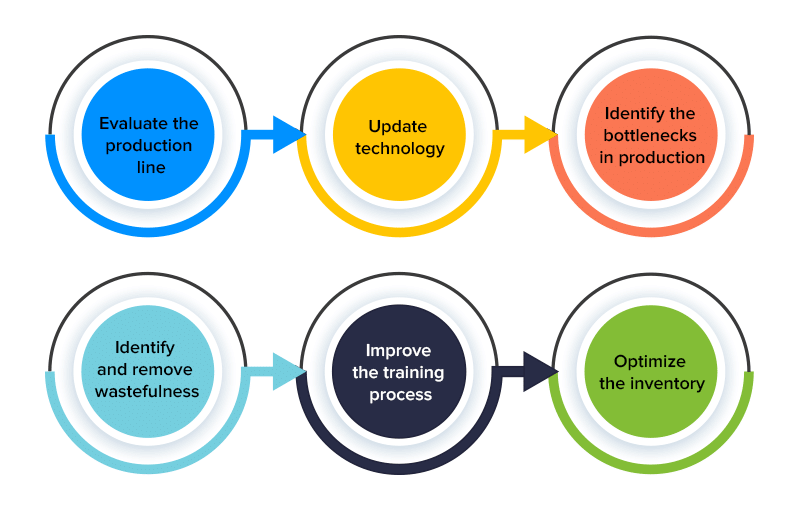 Evaluate the
production
line
Update
technology
Identify the
bottlenecks
in production
Identify
and remove
wastefulness
Improve
the training
process
Optimize
the inventory